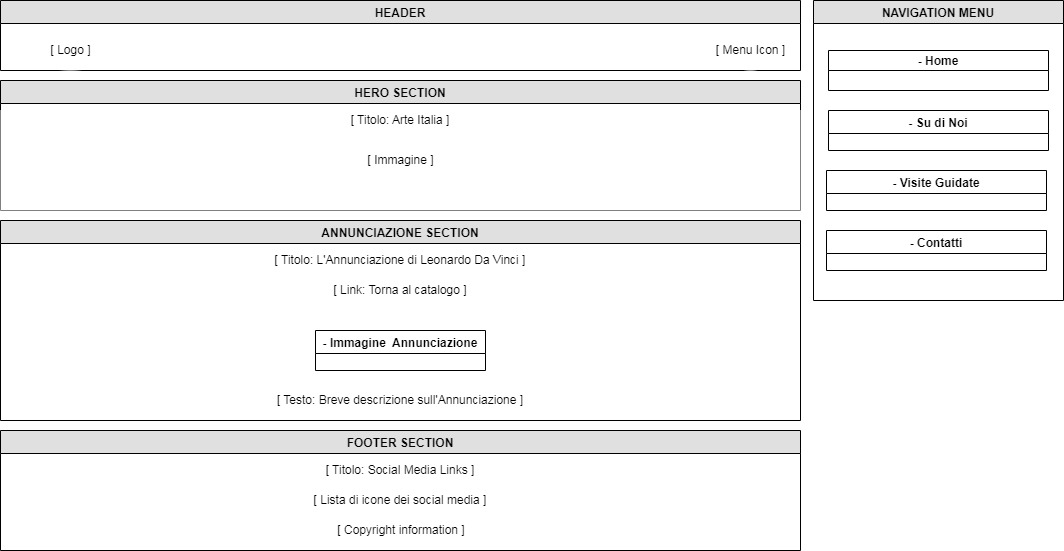 HEADER
[ Logo ]
[ Menu Icon ]
HERO SECTION
[ Titolo: Arte Italia ]
[ Immagine ]
ANNUNCIAZIONE SECTION
[ Titolo: L'Annunciazione di Leonardo Da Vinci ]
[ Link: Torna al catalogo ]
- Immagine  Annunciazione
[ Testo: Breve descrizione sull'Annunciazione ]
FOOTER SECTION
[ Titolo: Social Media Links ]
[ Lista di icone dei social media ]
[ Copyright information ]
NAVIGATION MENU
- Home
- Su di Noi
- Visite Guidate
- Contatti